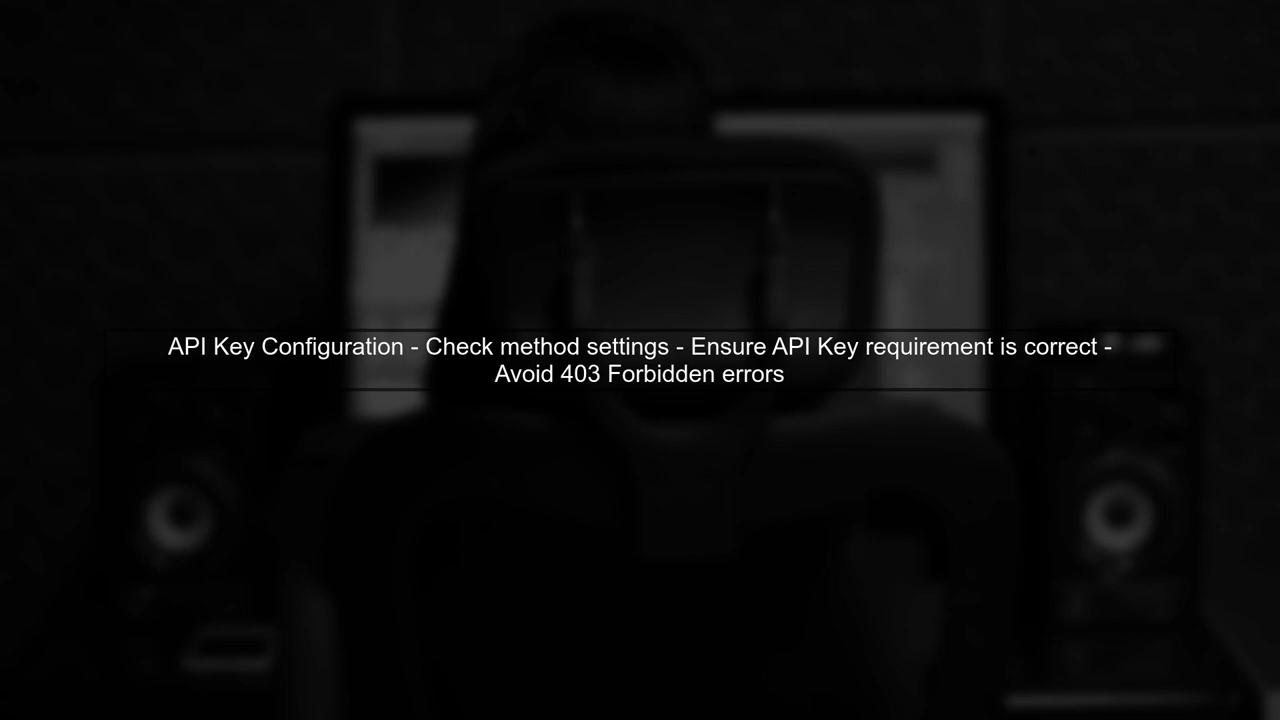 API Key Configuration - Check method settings - Ensure API Key requirement is correct -
Avoid 403 Forbidden errors